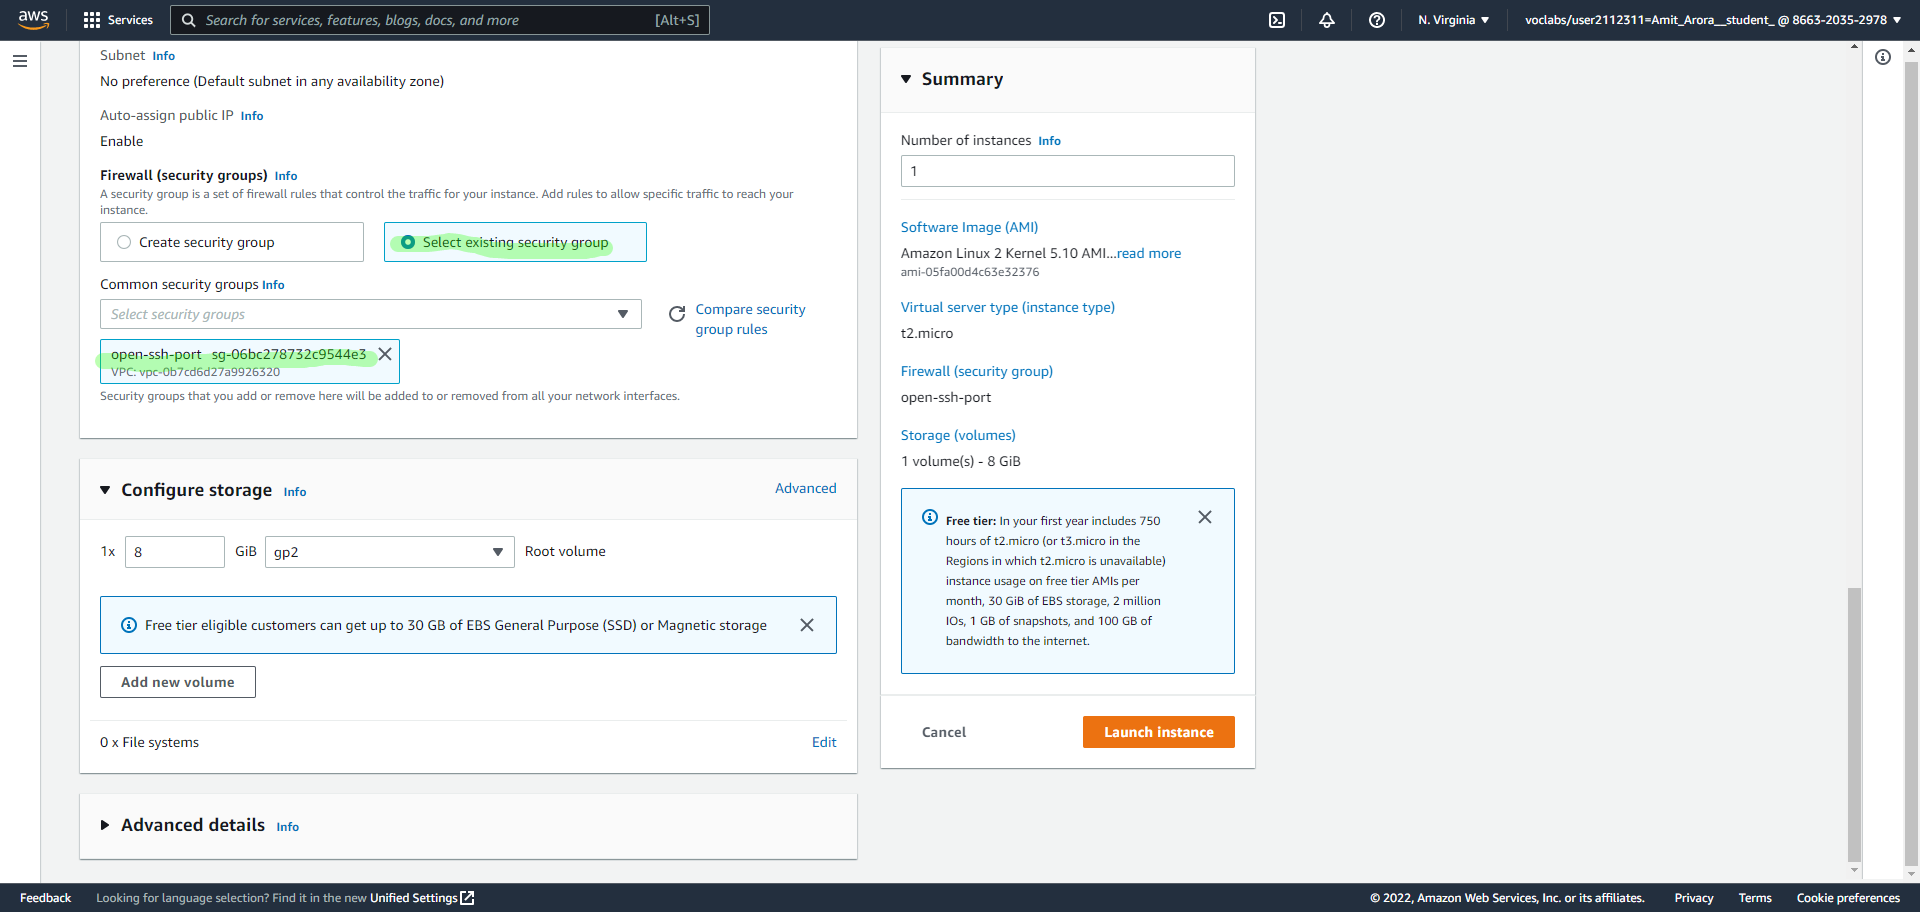 aws
Services
Search for services, features, blogs, docs, and more
[Alt+S]
N. Virginia
voclabs/user2112311=Amit_Arora__student_ @ 8663-2035-2978
Subnet Info
No preference (Default subnet in any availability zone)
Auto-assign public IP Info
Enable
Firewall (security groups) Info
A security group is a set of firewall rules that control the traffic for your instance. Add rules to allow specific traffic to reach your
instance.
Create security group
Select existing security group
Common security groups Info
Select security groups
Compare security
group rules
open-ssh-port sg-06bc278732c9544e3
VPC: vpc-0b7cd6d27a9926320
Security groups that you add or remove here will be added to or removed from all your network interfaces.
Configure storage Info
Advanced
1x
8
GiB
gp2
Root volume
Free tier eligible customers can get up to 30 GB of EBS General Purpose (SSD) or Magnetic storage
Add new volume
0 x File systems
Edit
Advanced details Info
Summary
Number of instances Info
1
Software Image (AMI)
Amazon Linux 2 Kernel 5.10 AMI...read more
ami-05fa00d4c63e32376
Virtual server type (instance type)
t2.micro
Firewall (security group)
open-ssh-port
Storage (volumes)
1 volume(s) - 8 GiB
Free tier: In your first year includes 750
hours of t2.micro (or t3.micro in the
Regions in which t2.micro is unavailable)
instance usage on free tier AMIs per
month, 30 GiB of EBS storage, 2 million
IOs, 1 GB of snapshots, and 100 GB of
bandwidth to the internet.
Cancel
Launch instance
Feedback
Looking for language selection? Find it in the new Unified Settings
© 2022, Amazon Web Services, Inc. or its affiliates.
Privacy
Terms
Cookie preferences